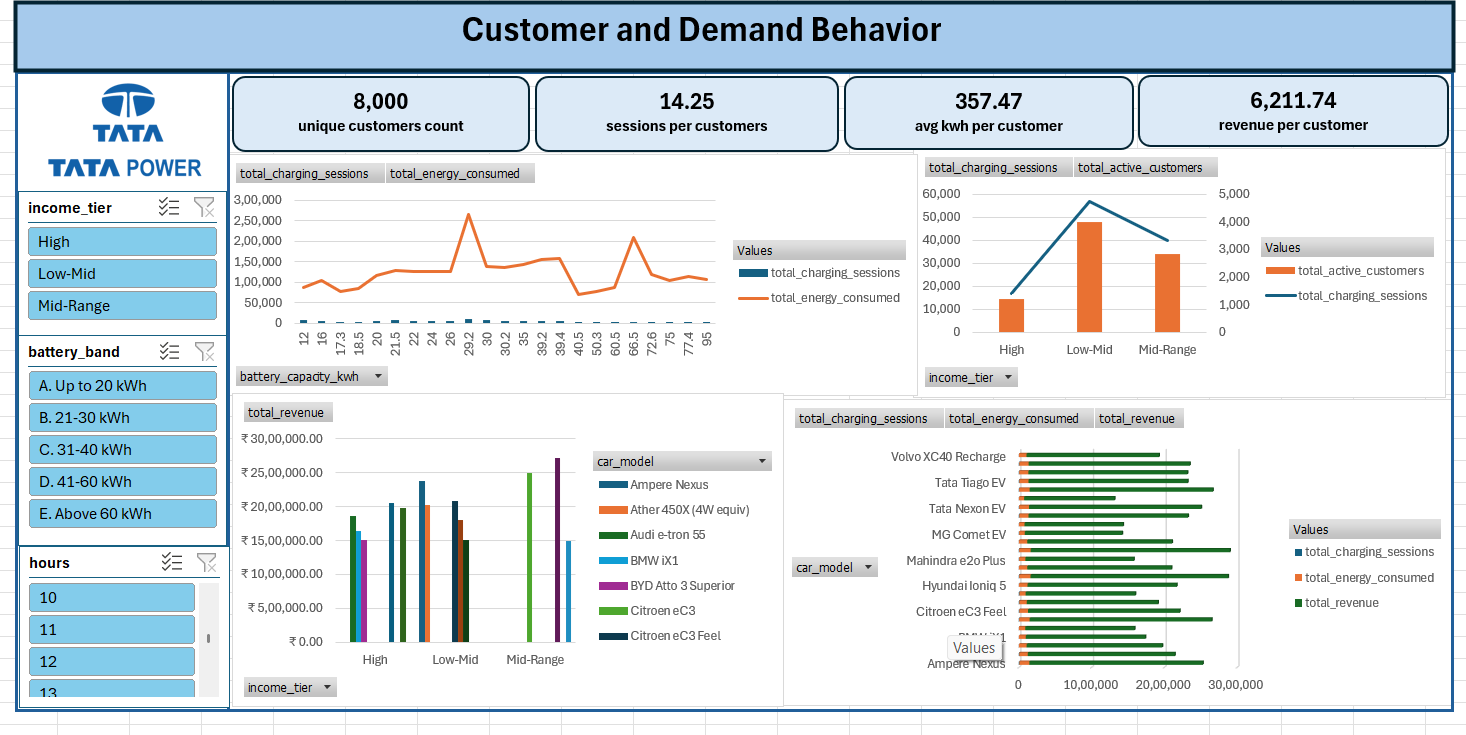 Customer and Demand Behavior
TATA
TATA POWER
8,000
unique customers count
14.25
sessions per customers
357.47
avg kwh per customer
6,211.74
revenue per customer
income_tier
High
Low-Mid
Mid-Range
battery_band
A. Up to 20 kWh
B. 21-30 kWh
C. 31-40 kWh
D. 41-60 kWh
E. Above 60 kWh
hours
10
11
12
13
total_charging_sessions total_energy_consumed
3,00,000
2,50,000
2,00,000
1,50,000
1,00,000
50,000
0
12 16 17.3 18.5 20 21.5 22 24 26 29.2 30 30.2 35 39.2 39.4 40.5 50.3 60.5 66.5 72.6 75 77.4 95
Values
total_charging_sessions
total_energy_consumed
battery_capacity_kwh
total_charging_sessions total_active_customers
60,000
50,000
40,000
30,000
20,000
10,000
0
5,000
4,000
3,000
2,000
1,000
0
High Low-Mid Mid-Range
Values
total_active_customers
total_charging_sessions
income_tier
total_revenue
₹ 30,00,000.00
₹ 25,00,000.00
₹ 20,00,000.00
₹ 15,00,000.00
₹ 10,00,000.00
₹ 5,00,000.00
₹ 0.00
High Low-Mid Mid-Range
car_model
Ampere Nexus
Ather 450X (4W equiv)
Audi e-tron 55
BMW iX1
BYD Atto 3 Superior
Citroen eC3
Citroen eC3 Feel
income_tier
total_charging_sessions total_energy_consumed total_revenue
car_model
Volvo XC40 Recharge
Tata Tiago EV
Tata Nexon EV
MG Comet EV
Mahindra e2o Plus
Hyundai Ioniq 5
Citroen eC3 Feel
BMW iX1
Values
Ampere Nexus
0 10,00,000 20,00,000 30,00,000
Values
total_charging_sessions
total_energy_consumed
total_revenue